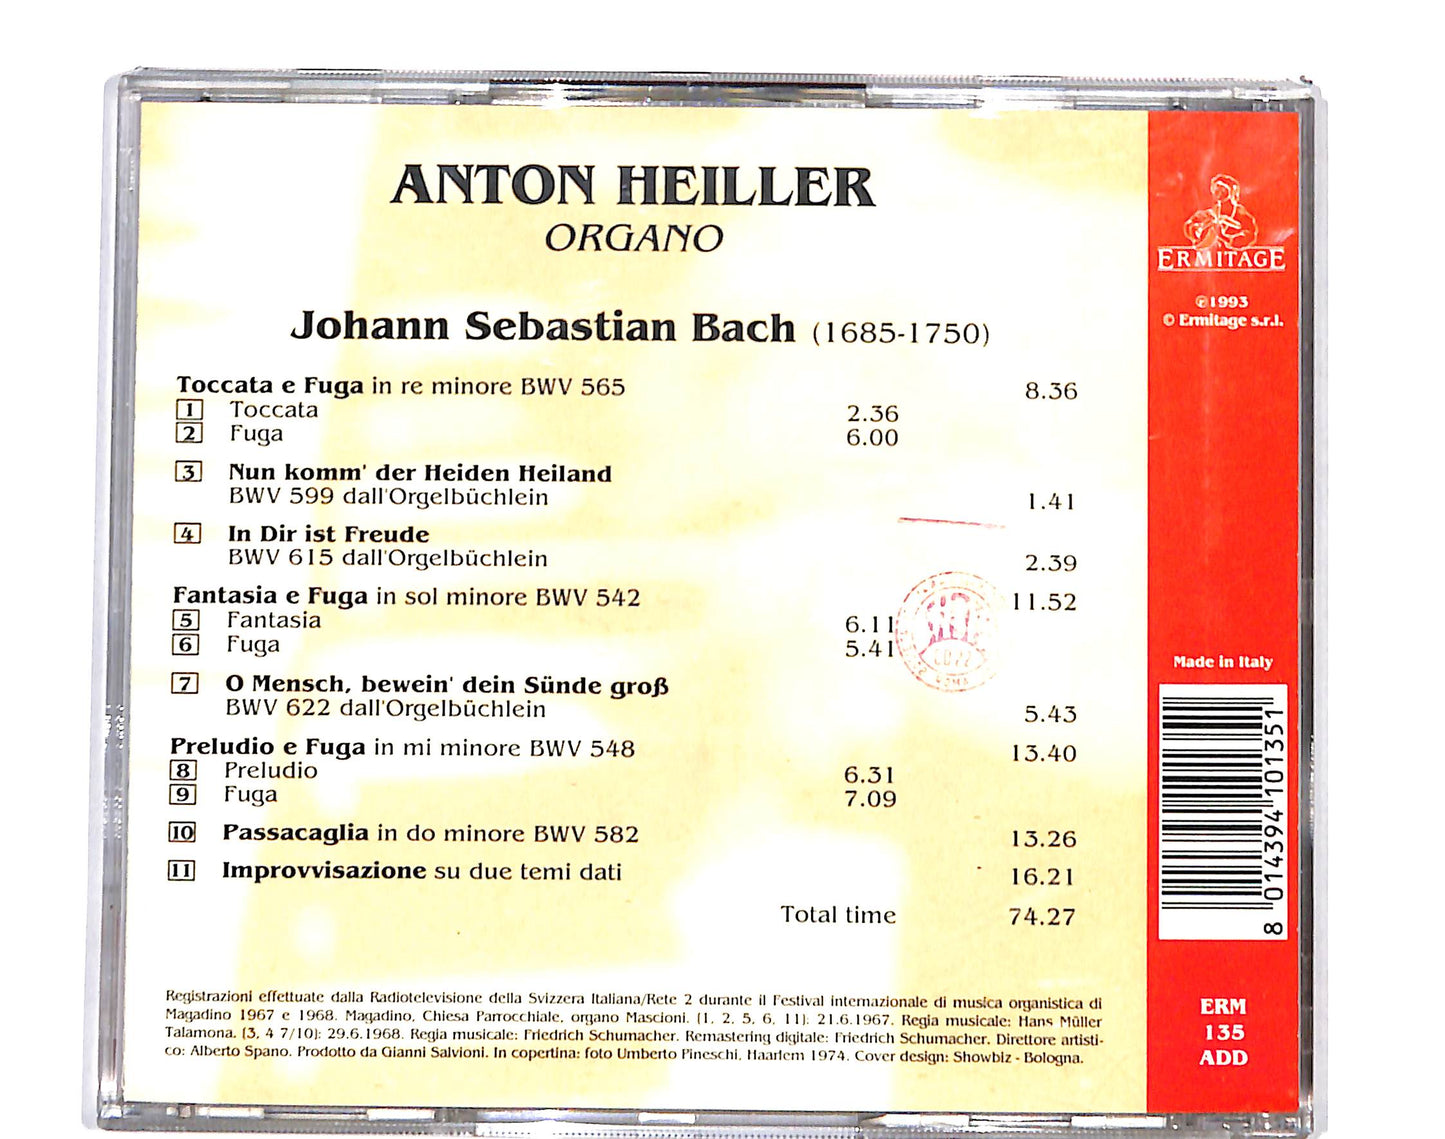 ANTON HEILLER
ORGANO
Johann Sebastian Bach (1685-1750)
Toccata e Fuga in re minore BWV 565 8.36
1 Toccata 2.36
2 Fuga 6.00
3 Nun komm' der Heiden Heiland
BWV 599 dall'Orgelbüchlein 1.41
4 In Dir ist Freude
BWV 615 dall'Orgelbüchlein 2.39
Fantasia e Fuga in sol minore BWV 542 11.52
5 Fantasia 6.11
6 Fuga 5.41
7 O Mensch, bewein' dein Sünde groß
BWV 622 dall'Orgelbüchlein 5.43
Preludio e Fuga in mi minore BWV 548 13.40
8 Preludio 6.31
9 Fuga 7.09
10 Passacaglia in do minore BWV 582 13.26
11 Improvvisazione su due temi dati 16.21
Total time 74.27
Registrazioni effettuate dalla Radiotelevisione della Svizzera Italiana/Rete 2 durante il Festival internazionale di musica organistica di
Magadino 1967 e 1968. Magadino, Chiesa Parrocchiale, organo Mascioni. (1, 2, 5, 6, 11): 21.6.1967. Regia musicale: Hans Müller
Talamona. (3, 4 7/10): 29.6.1968. Regia musicale: Friedrich Schumacher. Remastering digitale: Friedrich Schumacher. Direttore artisti-
co: Alberto Spano. Prodotto da Gianni Salvioni. In copertina: foto Umberto Pineschi, Haarlem 1974. Cover design: Showbiz - Bologna.
ERMITAGE
℗1993
© Ermitage s.r.l.
Made in Italy
8 014394 101351
ERM
135
ADD
ROMA